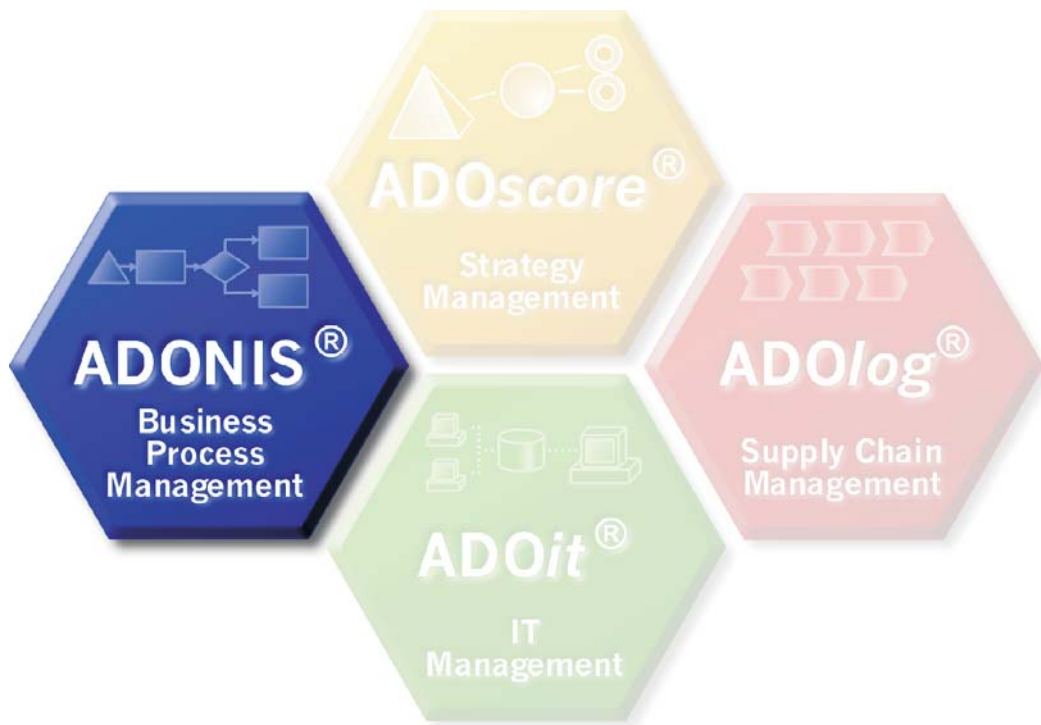 ADOscore®
Strategy
Management
ADONIS®
Business
Process
Management
ADOlog®
Supply Chain
Management
ADOit®
IT
Management